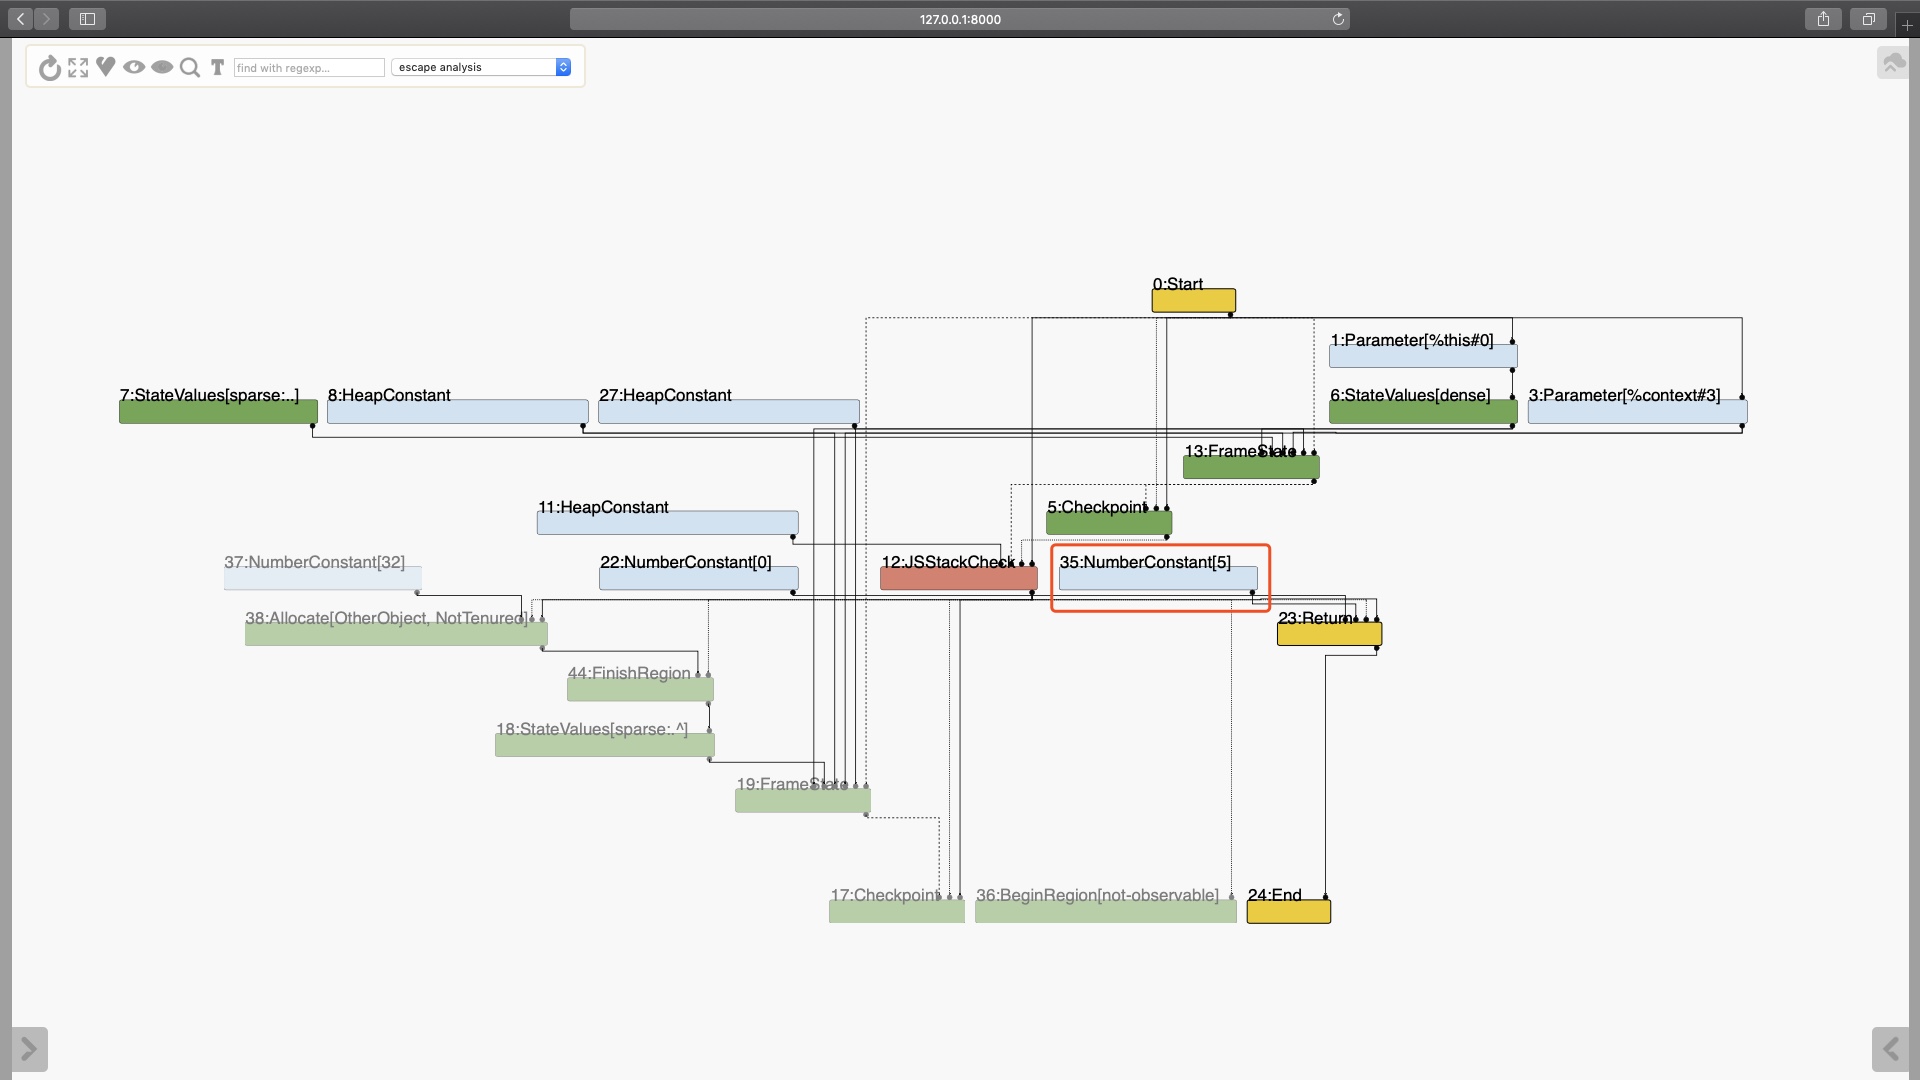 127.0.0.1:8000
find with regexp...
escape analysis
0:Start
1:Parameter[%this#0]
7:StateValues[sparse:..]
8:HeapConstant
27:HeapConstant
6:StateValues[dense]
3:Parameter[%context#3]
13:FrameState
11:HeapConstant
5:Checkpoint
37:NumberConstant[32]
22:NumberConstant[0]
12:JSStackCheck
35:NumberConstant[5]
38:Allocate[OtherObject, NotTenured]
23:Return
44:FinishRegion
18:StateValues[sparse:.^]
19:FrameState
17:Checkpoint
36:BeginRegion[not-observable]
24:End